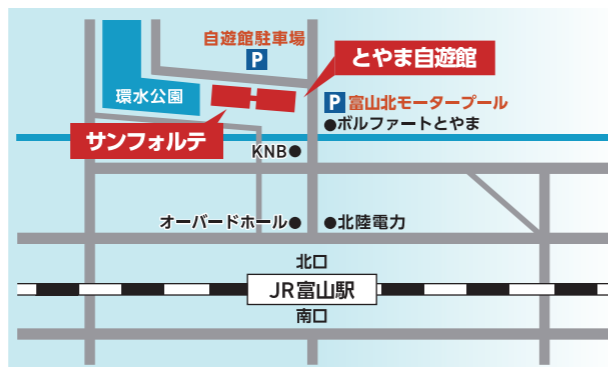 自遊館駐車場
P
とやま自遊館
環水公園
P 富山北モータープール
●ボルファートとやま
サンフォルテ
KNB●
オーバードホール●
●北陸電力
北口
JR富山駅
南口